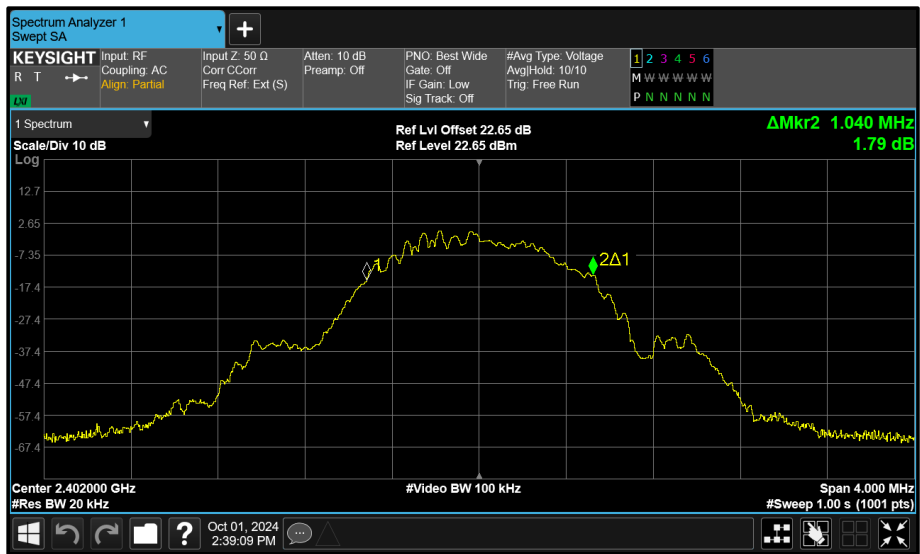 Spectrum Analyzer 1
Swept SA
KEYSIGHT
R T
LXI
Input: RF
Coupling: AC
Align: Partial
Input Z: 50 Ω
Corr CCorr
Freq Ref: Ext (S)
Atten: 10 dB
Preamp: Off
PNO: Best Wide
Gate: Off
IF Gain: Low
Sig Track: Off
#Avg Type: Voltage
Avg|Hold: 10/10
Trig: Free Run
1 2 3 4 5 6
M W W W W W
P N N N N N
1 Spectrum
Scale/Div 10 dB
Ref Lvl Offset 22.65 dB
Ref Level 22.65 dBm
ΔMkr2 1.040 MHz
1.79 dB
Log
12.7
2.65
-7.35
-17.4
-27.4
-37.4
-47.4
-57.4
-67.4
1
2Δ1
Center 2.402000 GHz
#Video BW 100 kHz
Span 4.000 MHz
#Res BW 20 kHz
#Sweep 1.00 s (1001 pts)
Oct 01, 2024
2:39:09 PM